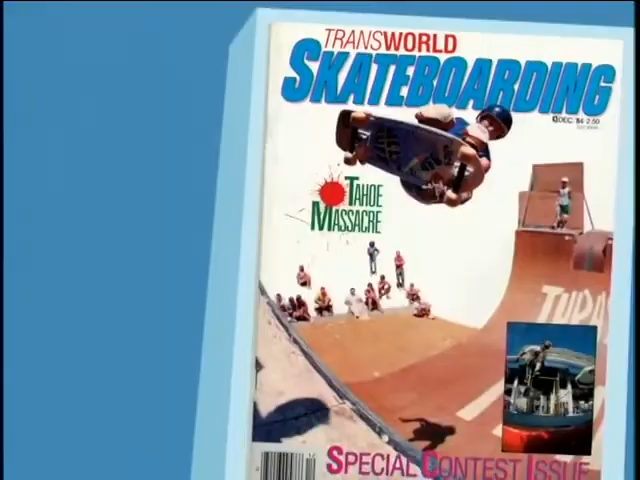 TRANSWORLD
SKATEBOARDING
DEC. '84 2.50
TAHOE
MASSACRE
SPECIAL CONTEST ISSUE